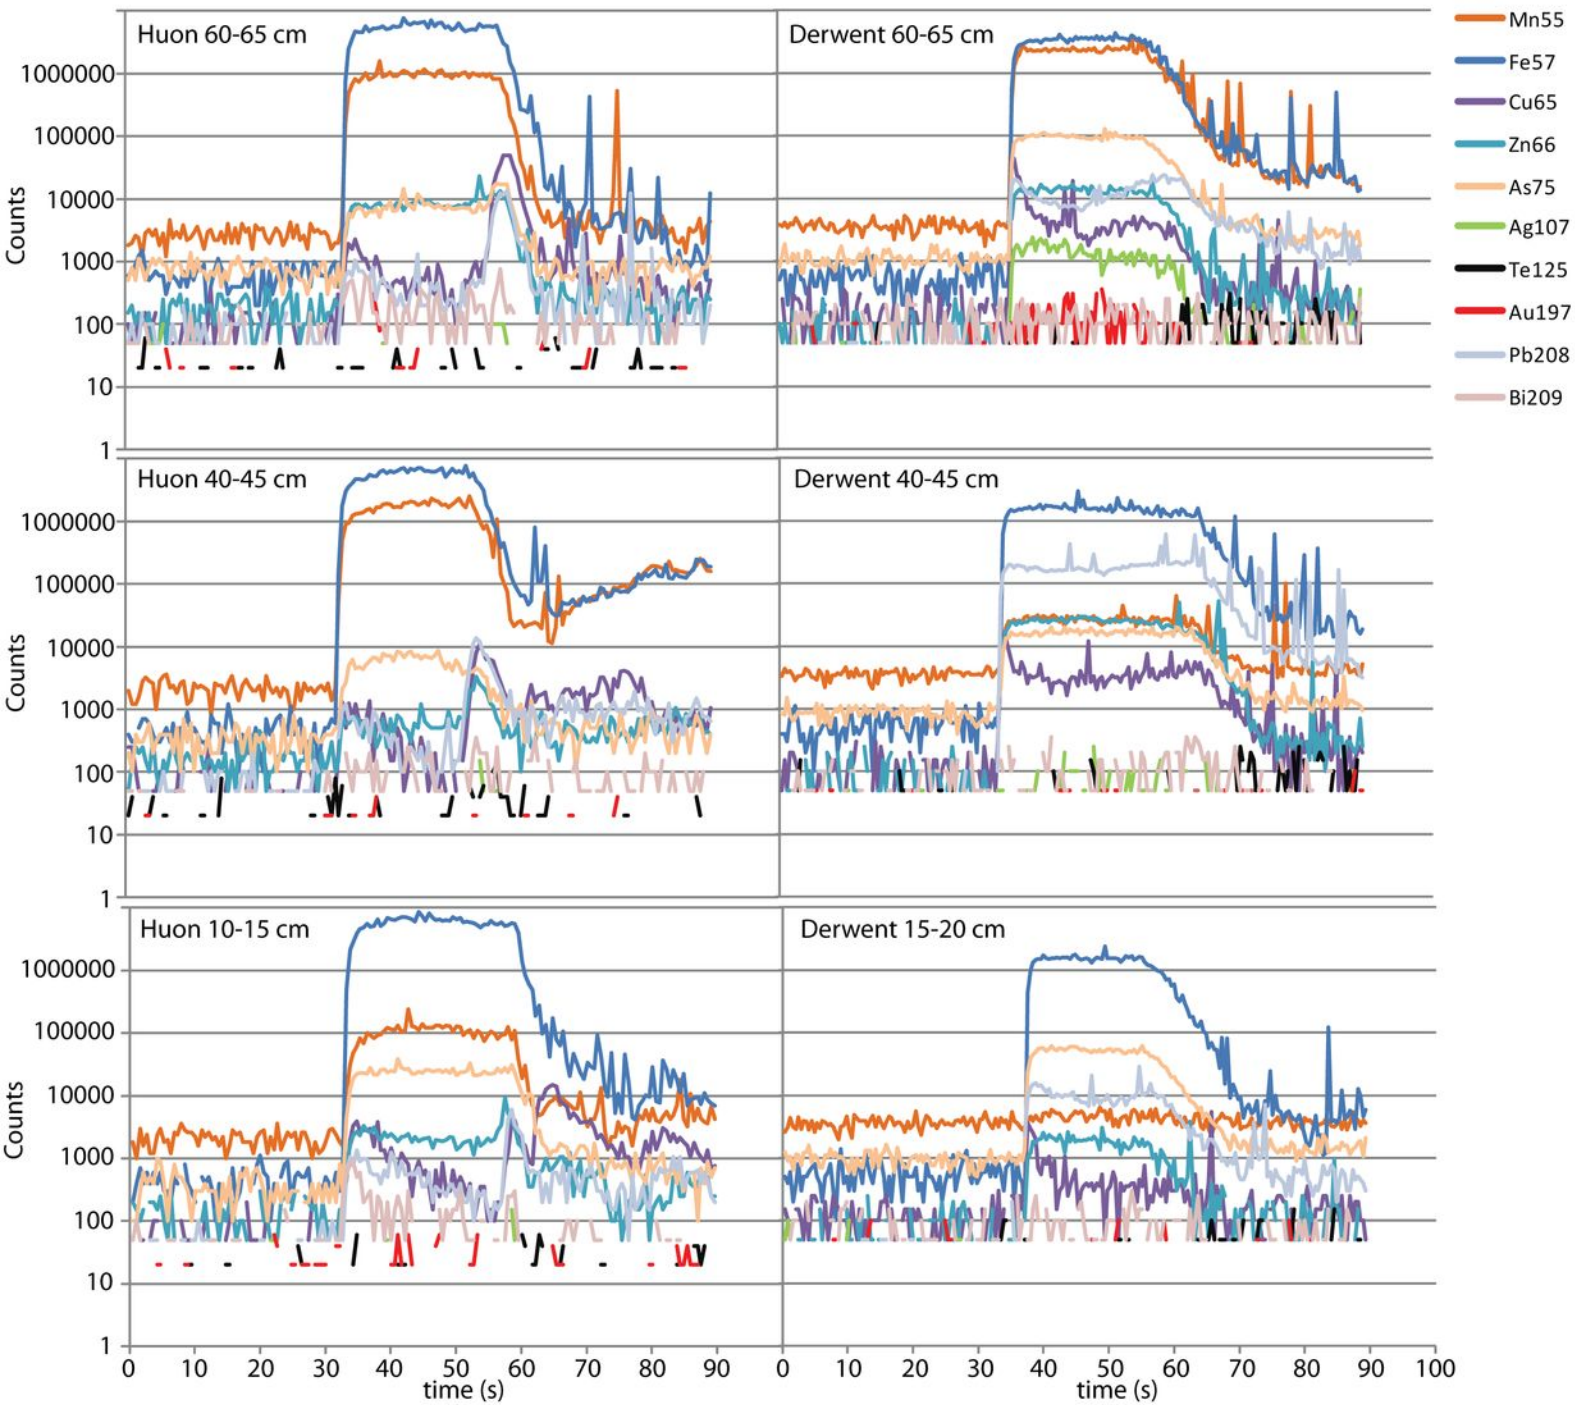 Huon 60-65 cm
Derwent 60-65 cm
Mn55
Fe57
Cu65
Zn66
As75
Ag107
Te125
Au197
Pb208
Bi209
Counts
1000000
100000
10000
1000
100
10
1
Huon 40-45 cm
Derwent 40-45 cm
Counts
1000000
100000
10000
1000
100
10
1
Huon 10-15 cm
Derwent 15-20 cm
Counts
1000000
100000
10000
1000
100
10
1
0 10 20 30 40 50 60 70 80 90 0 10 20 30 40 50 60 70 80 90 100
time (s) time (s)